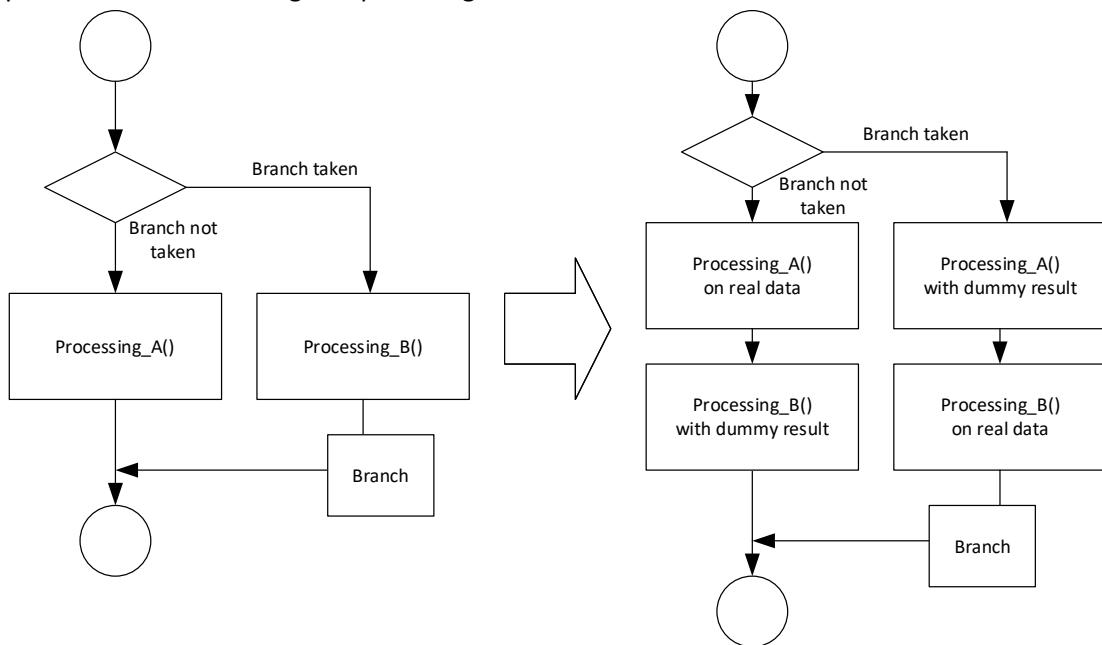 Branch taken
Branch not
taken
Processing_A()
Processing_B()
Branch
Branch taken
Branch not
taken
Processing_A()
on real data
Processing_A()
with dummy result
Processing_B()
with dummy result
Processing_B()
on real data
Branch